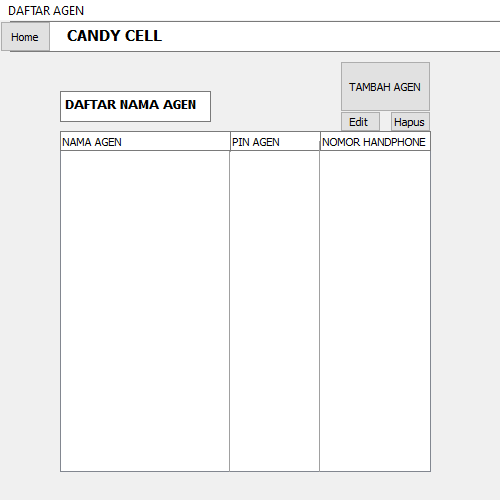 DAFTAR AGEN
Home
CANDY CELL
TAMBAH AGEN
DAFTAR NAMA AGEN
Edit
Hapus
NAMA AGEN
PIN AGEN
NOMOR HANDPHONE